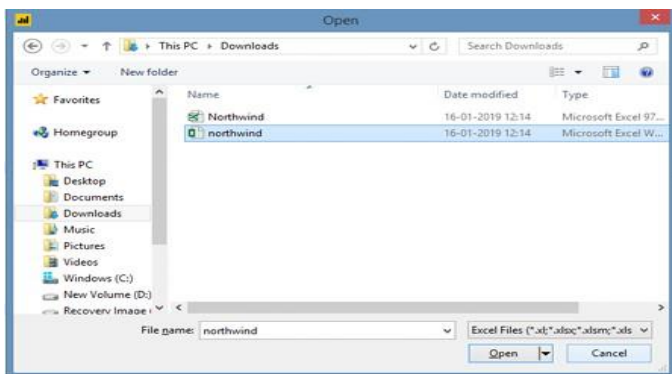 Open
This PC ▸ Downloads
Search Downloads
Organize ▾ New folder
Name Date modified Type
Northwind 16-01-2019 12:14 Microsoft Excel 97...
northwind 16-01-2019 12:14 Microsoft Excel W...
Favorites
Homegroup
This PC
Desktop
Documents
Downloads
Music
Pictures
Videos
Windows (C:)
New Volume (D:)
Recovery Image
File name: northwind
Excel Files (*.xl;*.xlsx;*.xlsm;*.xls
Open Cancel